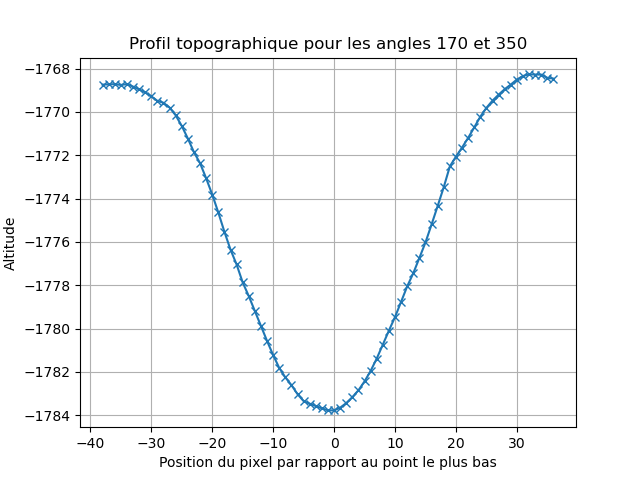 Profil topographique pour les angles 170 et 350
−1768
−1770
−1772
−1774
−1776
−1778
−1780
−1782
−1784
Altitude
−40 −30 −20 −10 0 10 20 30
Position du pixel par rapport au point le plus bas